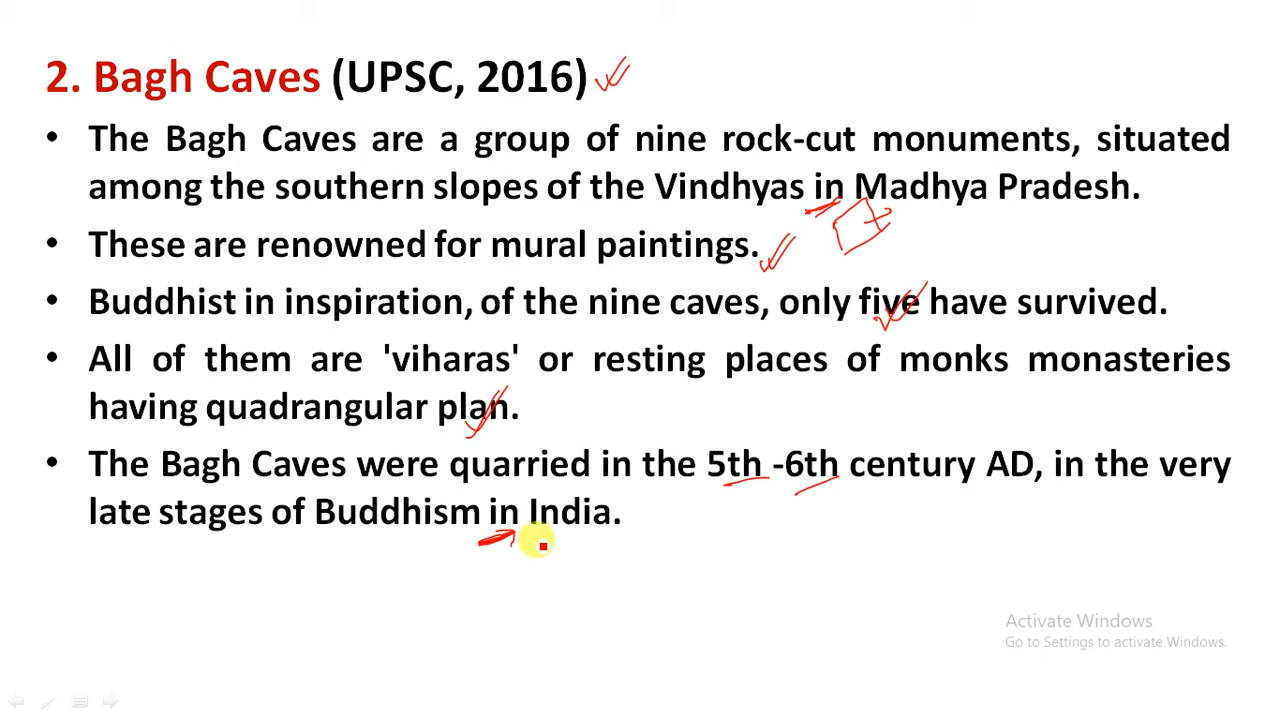 2. Bagh Caves (UPSC, 2016)
• The Bagh Caves are a group of nine rock-cut monuments, situated
among the southern slopes of the Vindhyas in Madhya Pradesh.
• These are renowned for mural paintings.
• Buddhist in inspiration, of the nine caves, only five have survived.
• All of them are 'viharas' or resting places of monks monasteries
having quadrangular plan.
• The Bagh Caves were quarried in the 5th -6th century AD, in the very
late stages of Buddhism in India.
Activate Windows
Go to Settings to activate Windows.